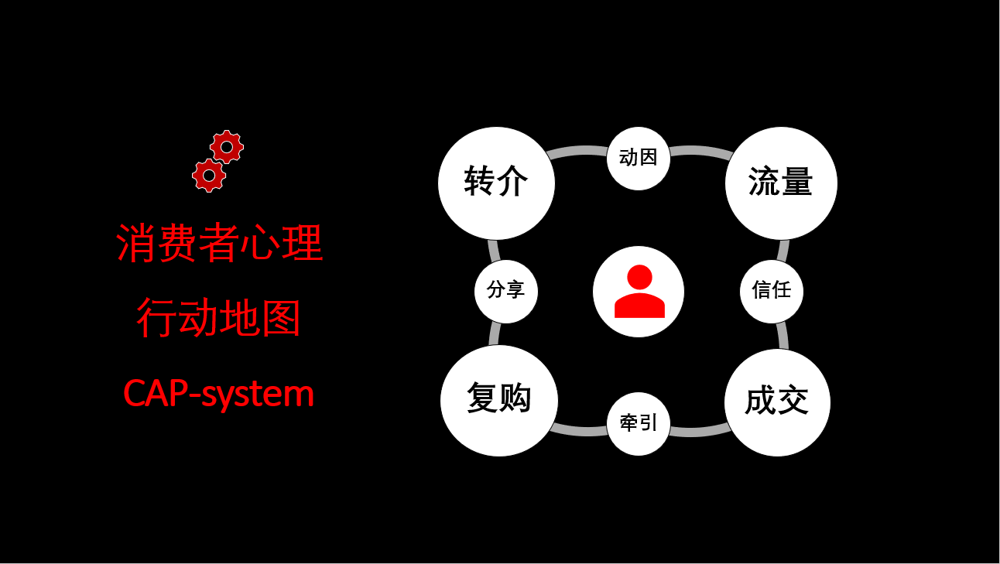 消费者心理
行动地图
CAP-system
转介
动因
流量
分享
信任
复购
牵引
成交